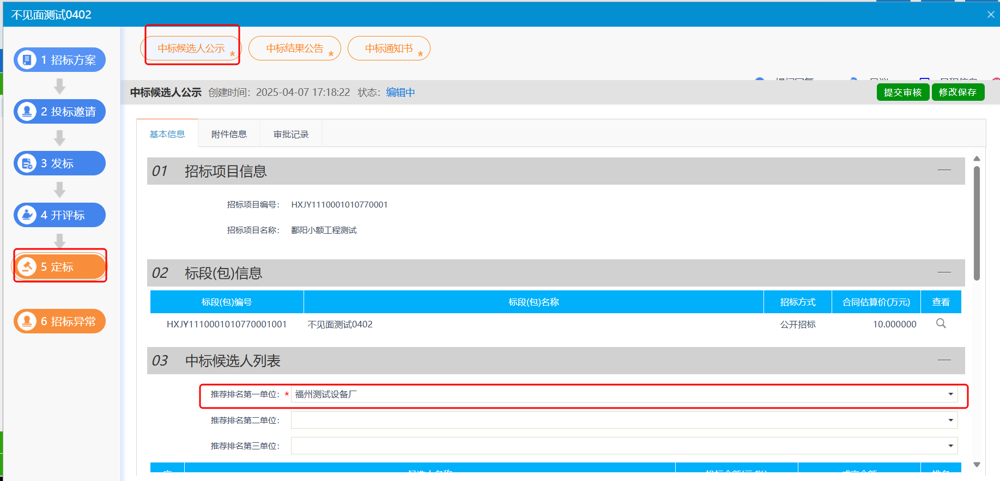 不见面测试0402
1 招标方案
2 投标邀请
3 发标
4 开评标
5 定标
6 招标异常
中标候选人公示 *
中标结果公告 *
中标通知书 *
中标候选人公示 创建时间：2025-04-07 17:18:22 状态：编辑中
提交审核 修改保存
基本信息 附件信息 审批记录
01 招标项目信息
招标项目编号： HXJY1110001010770001
招标项目名称： 鄱阳小额工程测试
02 标段(包)信息
标段(包)编号 标段(包)名称 招标方式 合同估算价(万元) 查看
HXJY1110001010770001001 不见面测试0402 公开招标 10.000000
03 中标候选人列表
推荐排名第一单位：* 福州测试设备厂
推荐排名第二单位：
推荐排名第三单位：
候选人名称